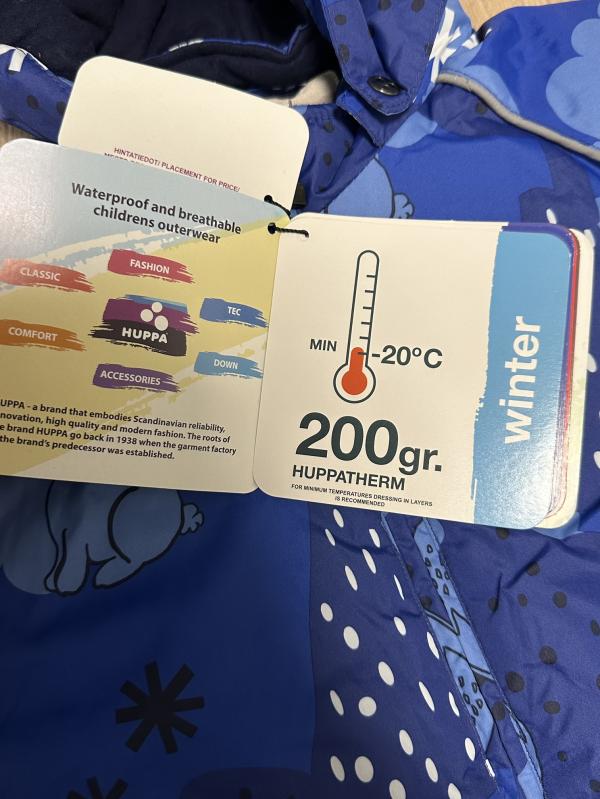 HINTATIEDOT/ PLACEMENT FOR PRICE/
Waterproof and breathable
childrens outerwear
CLASSIC
FASHION
HUPPA
TEC
COMFORT
DOWN
ACCESSORIES
UPPA - a brand that embodies Scandinavian reliability,
novation, high quality and modern fashion. The roots of
e brand HUPPA go back in 1938 when the garment factory
the brand's predecessor was established.
MIN -20°C
200gr.
HUPPATHERM
FOR MINIMUM TEMPERATURES DRESSING IN LAYERS
IS RECOMMENDED
winter